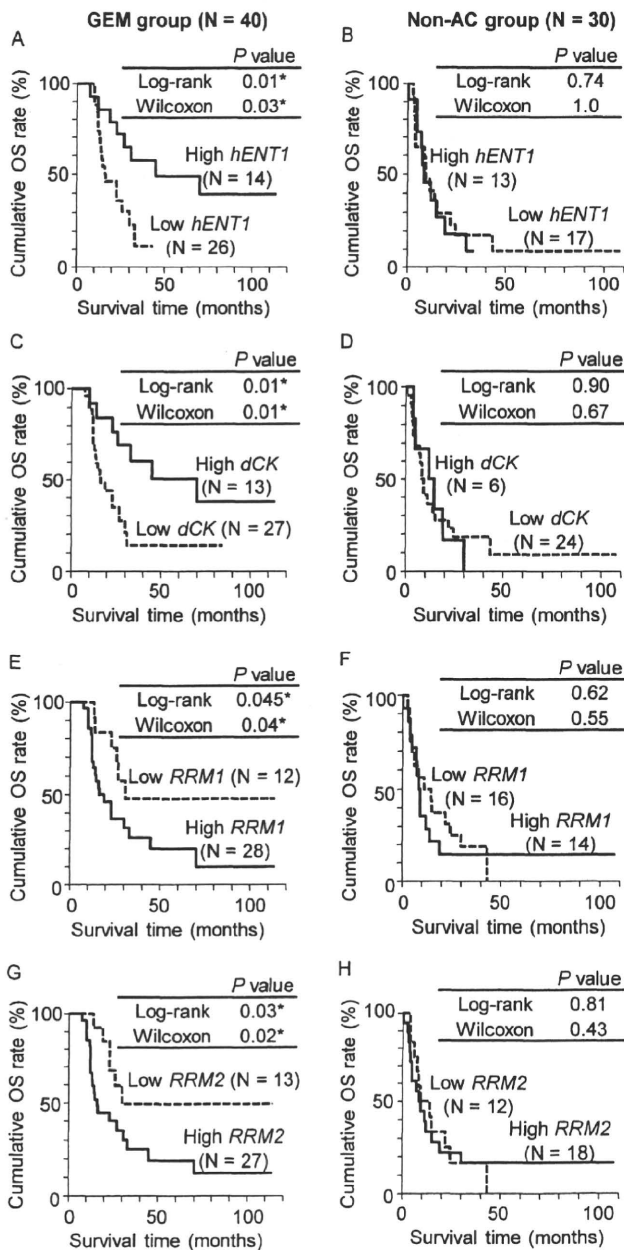 GEM group (N = 40)
Non-AC group (N = 30)
A
P value
Log-rank 0.01*
Wilcoxon 0.03*
Cumulative OS rate (%)
100
50
0
High hENT1
(N = 14)
Low hENT1
(N = 26)
0 50 100
Survival time (months)
B
P value
Log-rank 0.74
Wilcoxon 1.0
Cumulative OS rate (%)
100
50
0
High hENT1
(N = 13)
Low hENT1
(N = 17)
0 50 100
Survival time (months)
C
P value
Log-rank 0.01*
Wilcoxon 0.01*
Cumulative OS rate (%)
100
50
0
High dCK
(N = 13)
Low dCK (N = 27)
0 50 100
Survival time (months)
D
P value
Log-rank 0.90
Wilcoxon 0.67
Cumulative OS rate (%)
100
50
0
High dCK
(N = 6)
Low dCK
(N = 24)
0 50 100
Survival time (months)
E
P value
Log-rank 0.045*
Wilcoxon 0.04*
Cumulative OS rate (%)
100
50
0
Low RRM1 (N = 12)
High RRM1
(N = 28)
0 50 100
Survival time (months)
F
P value
Log-rank 0.62
Wilcoxon 0.55
Cumulative OS rate (%)
100
50
0
Low RRM1
(N = 16)
High RRM1
(N = 14)
0 50 100
Survival time (months)
G
P value
Log-rank 0.03*
Wilcoxon 0.02*
Cumulative OS rate (%)
100
50
0
Low RRM2 (N = 13)
High RRM2
(N = 27)
0 50 100
Survival time (months)
H
P value
Log-rank 0.81
Wilcoxon 0.43
Cumulative OS rate (%)
100
50
0
Low RRM2
(N = 12)
High RRM2
(N = 18)
0 50 100
Survival time (months)